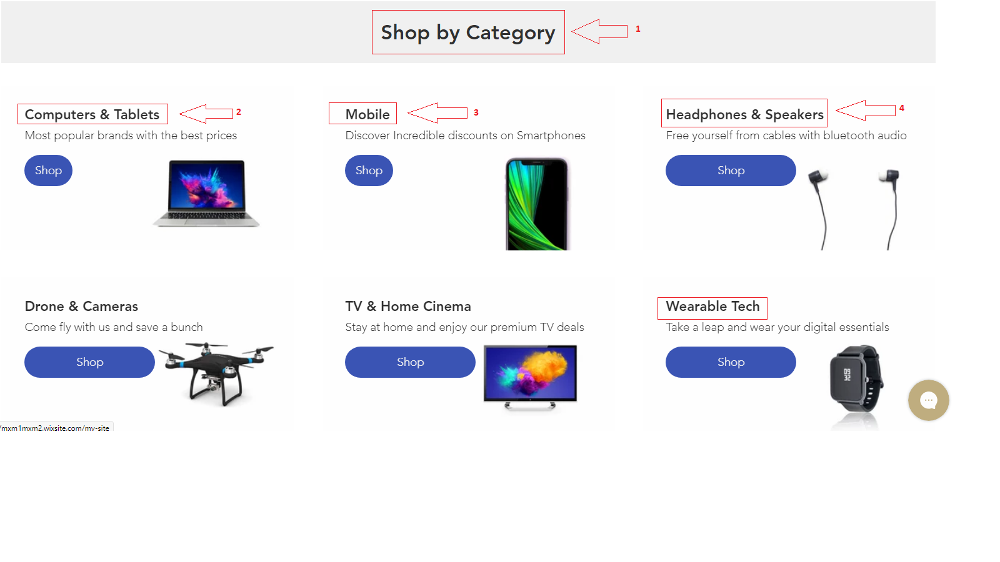 Shop by Category
1
Computers & Tablets
2
Most popular brands with the best prices
Shop
Mobile
3
Discover Incredible discounts on Smartphones
Shop
Headphones & Speakers
4
Free yourself from cables with bluetooth audio
Shop
Drone & Cameras
Come fly with us and save a bunch
Shop
TV & Home Cinema
Stay at home and enjoy our premium TV deals
Shop
Wearable Tech
Take a leap and wear your digital essentials
Shop
/mxm1mxm2.wixsite.com/mv-site